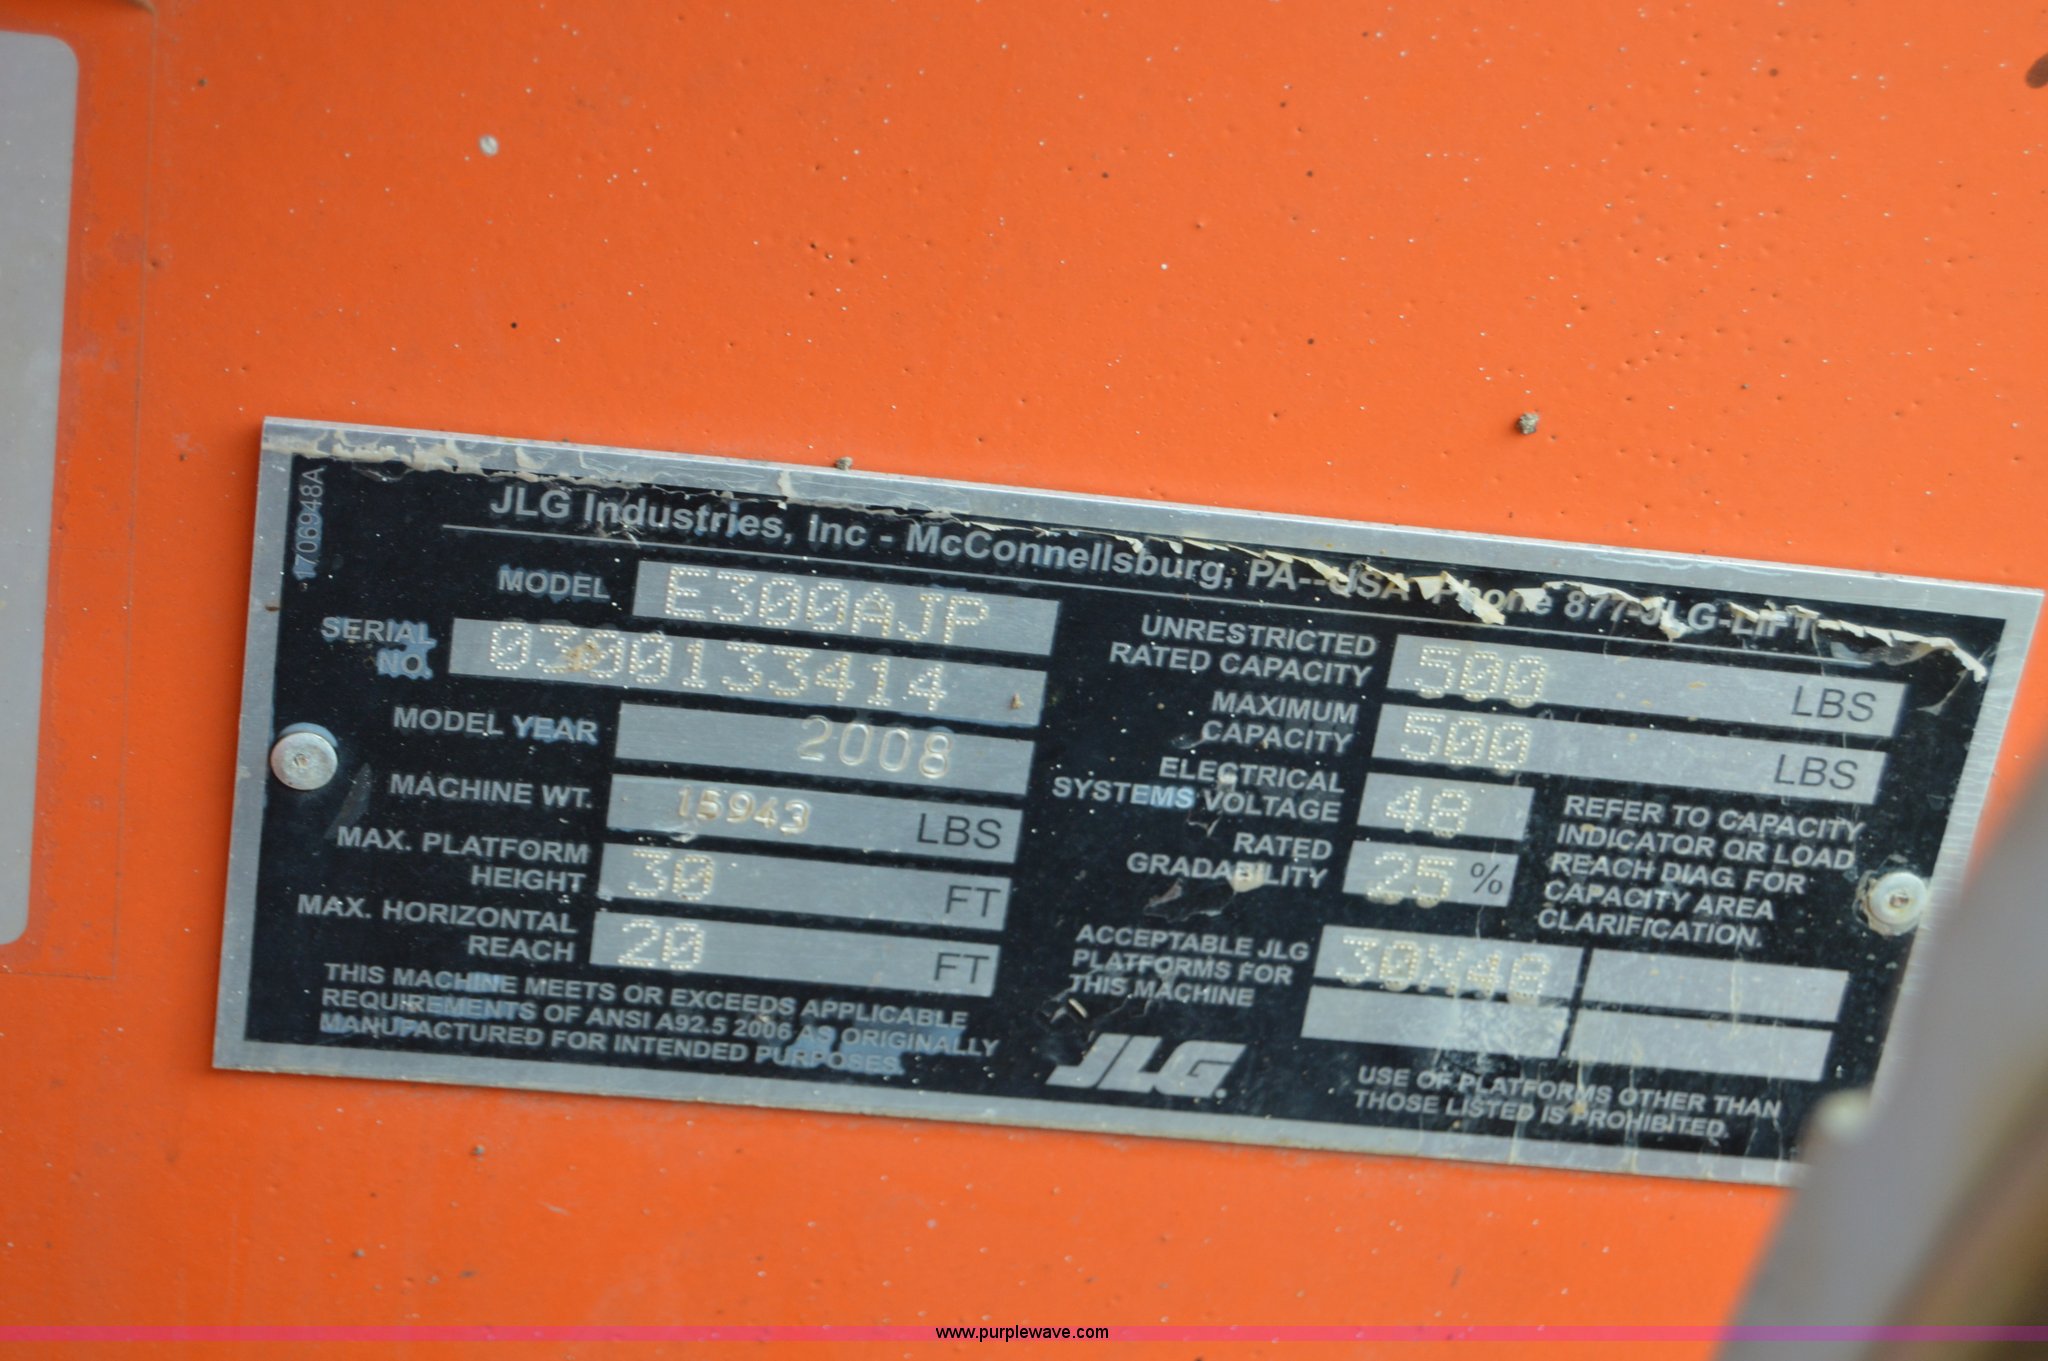 1706948A
JLG Industries, Inc - McConnellsburg, PA--USA Phone 877-JLG-LIFT
MODEL E300AJP
SERIAL
NO. 0300133414
MODEL YEAR 2008
MACHINE WT. 15943 LBS
MAX. PLATFORM
HEIGHT 30 FT
MAX. HORIZONTAL
REACH 20 FT
THIS MACHINE MEETS OR EXCEEDS APPLICABLE
REQUIREMENTS OF ANSI A92.5 2006 AS ORIGINALLY
MANUFACTURED FOR INTENDED PURPOSES
UNRESTRICTED
RATED CAPACITY 500 LBS
MAXIMUM
CAPACITY 500 LBS
ELECTRICAL
SYSTEMS VOLTAGE 48
RATED
GRADABILITY 25 %
REFER TO CAPACITY
INDICATOR OR LOAD
REACH DIAG. FOR
CAPACITY AREA
CLARIFICATION.
ACCEPTABLE JLG
PLATFORMS FOR
THIS MACHINE
30X48
JLG
USE OF PLATFORMS OTHER THAN
THOSE LISTED IS PROHIBITED.
www.purplewave.com